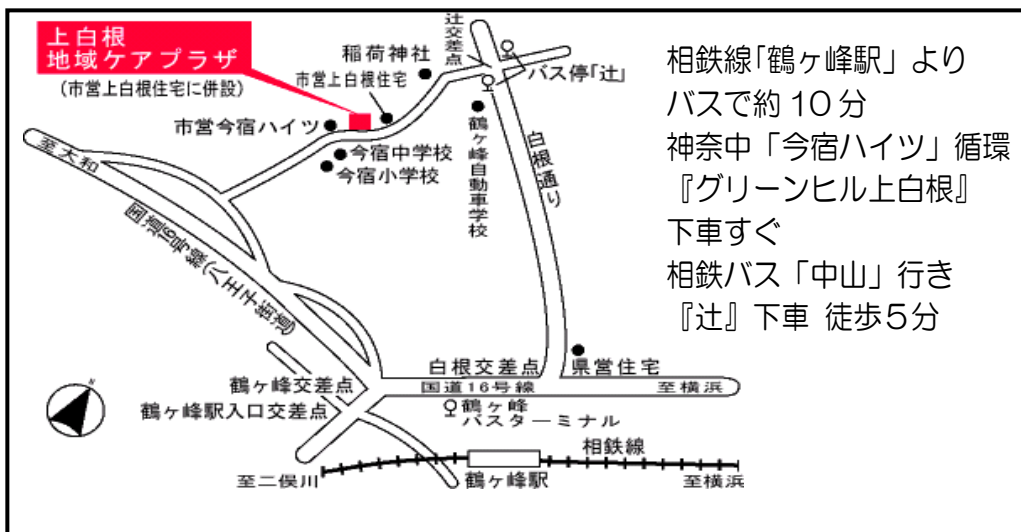 上白根
地域ケアプラザ
(市営上白根住宅に併設)
稲荷神社
市営上白根住宅
辻交差点
バス停「辻」
市営今宿ハイツ
今宿中学校
今宿小学校
鶴ヶ峰自動車学校
白根通り
至大和
国道16号線(八王子街道)
白根交差点
県営住宅
鶴ヶ峰交差点
国道16号線
至横浜
鶴ヶ峰駅入口交差点
鶴ヶ峰
バスターミナル
相鉄線
至二俣川
鶴ヶ峰駅
至横浜
N
相鉄線「鶴ヶ峰駅」より
バスで約10分
神奈中「今宿ハイツ」循環
『グリーンヒル上白根』
下車すぐ
相鉄バス「中山」行き
『辻』下車 徒歩5分